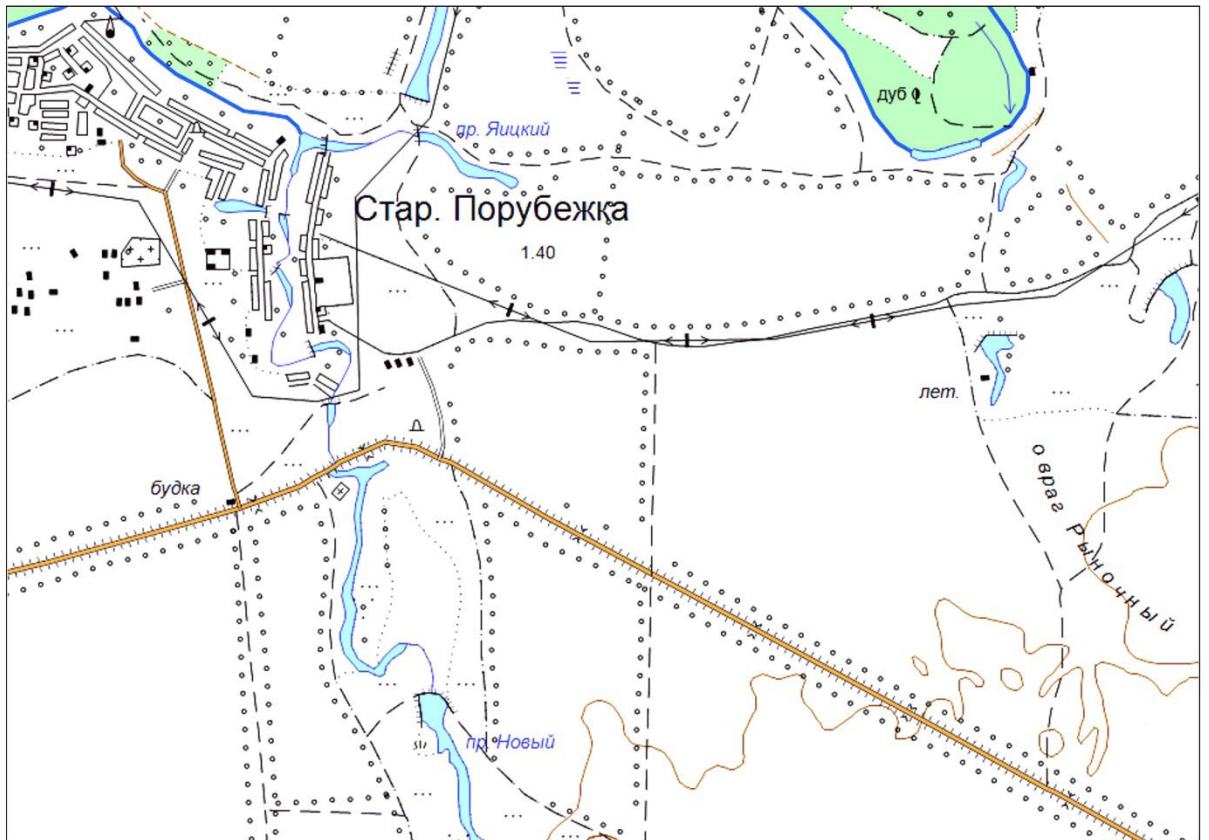 дуб
пр. Яицкий
Стар. Порубежка
1.40
лет.
овраг Рыночный
будка
пр. Новый